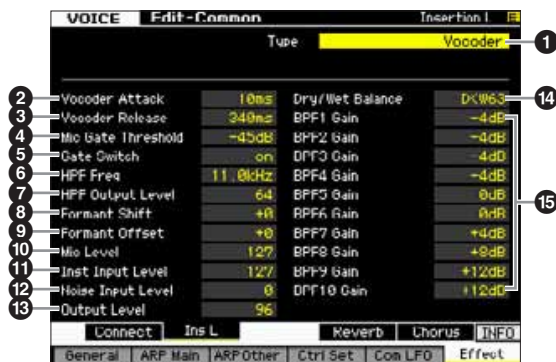 VOICE Edit-Common Insertion L E
Type Vocoder 1
2 Vocoder Attack 10ms Dry/Wet Balance D<W63 14
3 Vocoder Release 340ms BPF1 Gain -4dB
4 Mic Gate Threshold -45dB BPF2 Gain -4dB
5 Gate Switch on BPF3 Gain -4dB
6 HPF Freq 11.0kHz BPF4 Gain -4dB
7 HPF Output Level 64 BPF5 Gain 0dB 15
8 Formant Shift +0 BPF6 Gain 0dB
9 Formant Offset +0 BPF7 Gain +4dB
10 Mic Level 127 BPF8 Gain +8dB
11 Inst Input Level 127 BPF9 Gain +12dB
12 Noise Input Level 0 BPF10 Gain +12dB
13 Output Level 96
Connect Ins L Reverb Chorus INFO
General ARP Main ARP Other Ctrl Set Com LFO Effect